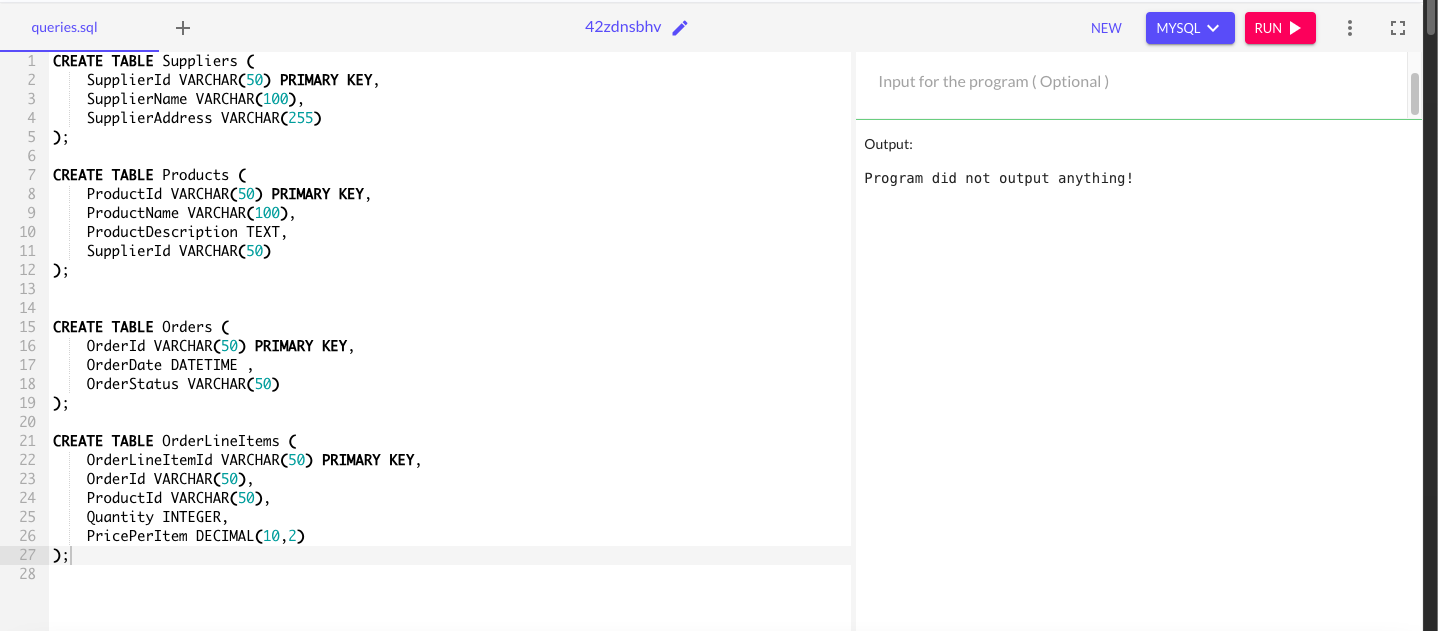 queries.sql
+
42zdnsbhv
NEW
MYSQL
RUN
1 CREATE TABLE Suppliers (
2     SupplierId VARCHAR(50) PRIMARY KEY,
3     SupplierName VARCHAR(100),
4     SupplierAddress VARCHAR(255)
5 );
6
7 CREATE TABLE Products (
8     ProductId VARCHAR(50) PRIMARY KEY,
9     ProductName VARCHAR(100),
10     ProductDescription TEXT,
11     SupplierId VARCHAR(50)
12 );
13
14
15 CREATE TABLE Orders (
16     OrderId VARCHAR(50) PRIMARY KEY,
17     OrderDate DATETIME ,
18     OrderStatus VARCHAR(50)
19 );
20
21 CREATE TABLE OrderLineItems (
22     OrderLineItemId VARCHAR(50) PRIMARY KEY,
23     OrderId VARCHAR(50),
24     ProductId VARCHAR(50),
25     Quantity INTEGER,
26     PricePerItem DECIMAL(10,2)
27 );
28
Input for the program ( Optional )
Output:
Program did not output anything!